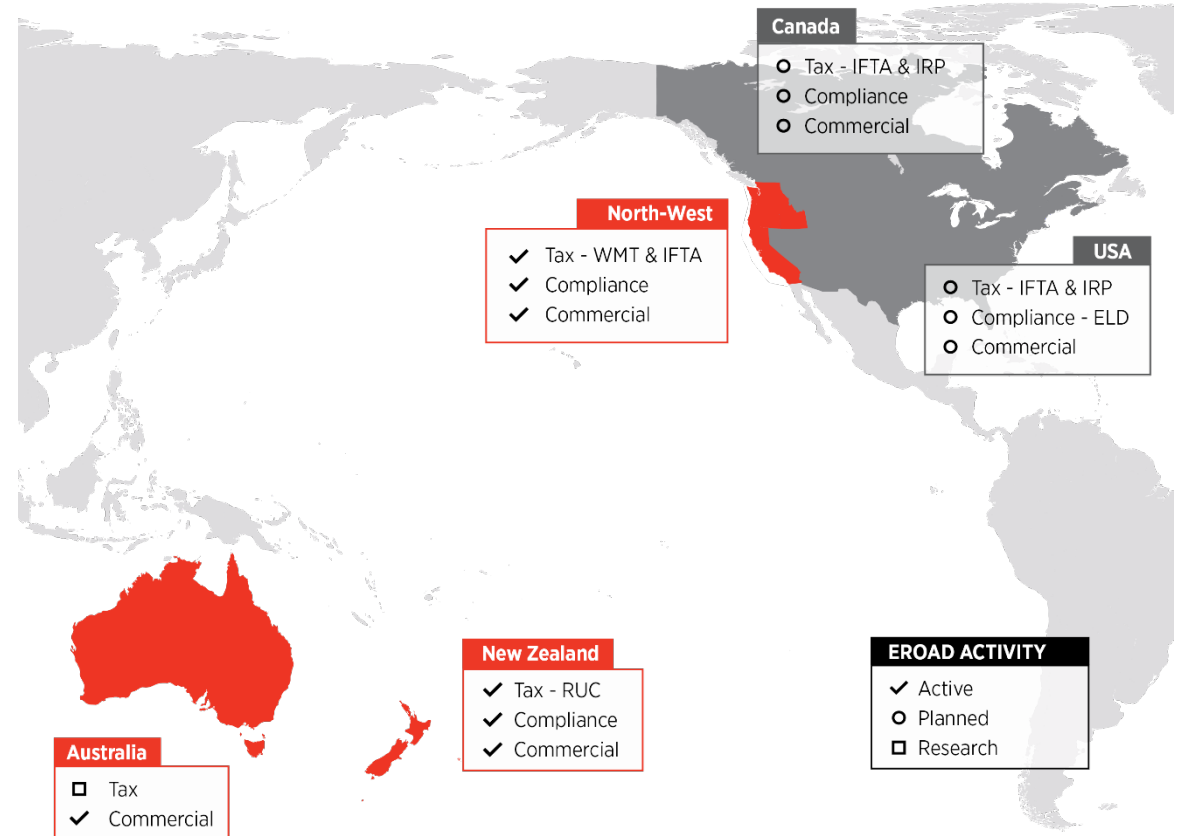 Canada
Tax - IFTA & IRP
Compliance
Commercial
North-West
Tax - WMT & IFTA
Compliance
Commercial
USA
Tax - IFTA & IRP
Compliance - ELD
Commercial
New Zealand
Tax - RUC
Compliance
Commercial
EROAD ACTIVITY
Active
Planned
Research
Australia
Tax
Commercial